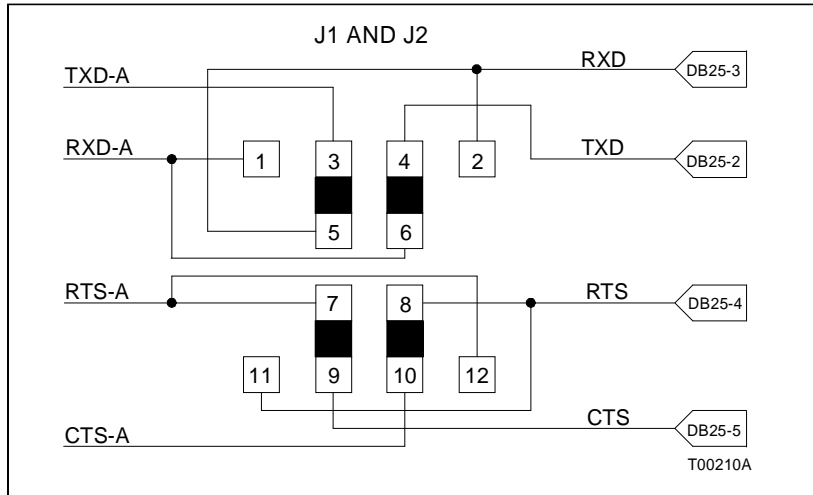 J1 AND J2
RXD
DB25-3
TXD-A
RXD-A
1
3
4
2
TXD
DB25-2
5
6
RTS-A
7
8
RTS
DB25-4
11
9
10
12
CTS-A
CTS
DB25-5
T00210A